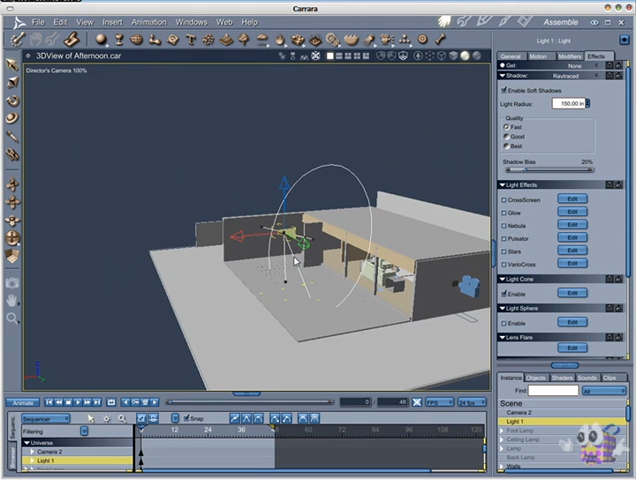 Carrara
File Edit View Insert Animation Windows Web Help
Assemble
3DView of Afternoon.car
Director's Camera 100%
Light 1 : Light
General Motion Modifiers Effects
Gel: None
Shadow: Raytraced
Enable Soft Shadows
Light Radius: 150,00 in
Quality
Fast
Good
Best
Shadow Bias 20%
Light Effects
CrossScreen Edit
Glow Edit
Nebula Edit
Pulsator Edit
Stars Edit
VarioCross Edit
Light Cone
Enable Edit
Light Sphere
Enable Edit
Lens Flare
Edit
Instance Objects Shaders Sounds Clips
Find All
Scene
Camera 2
Light 1
Foot Lamp
Ceiling Lamp
Lamp
Back Lamp
Walls
Animate 0 48 FPS 24 fps
Sequencer Snap
Filtering 0 12 24 36 48 60 72 84 96
Universe
Camera 2
Light 1